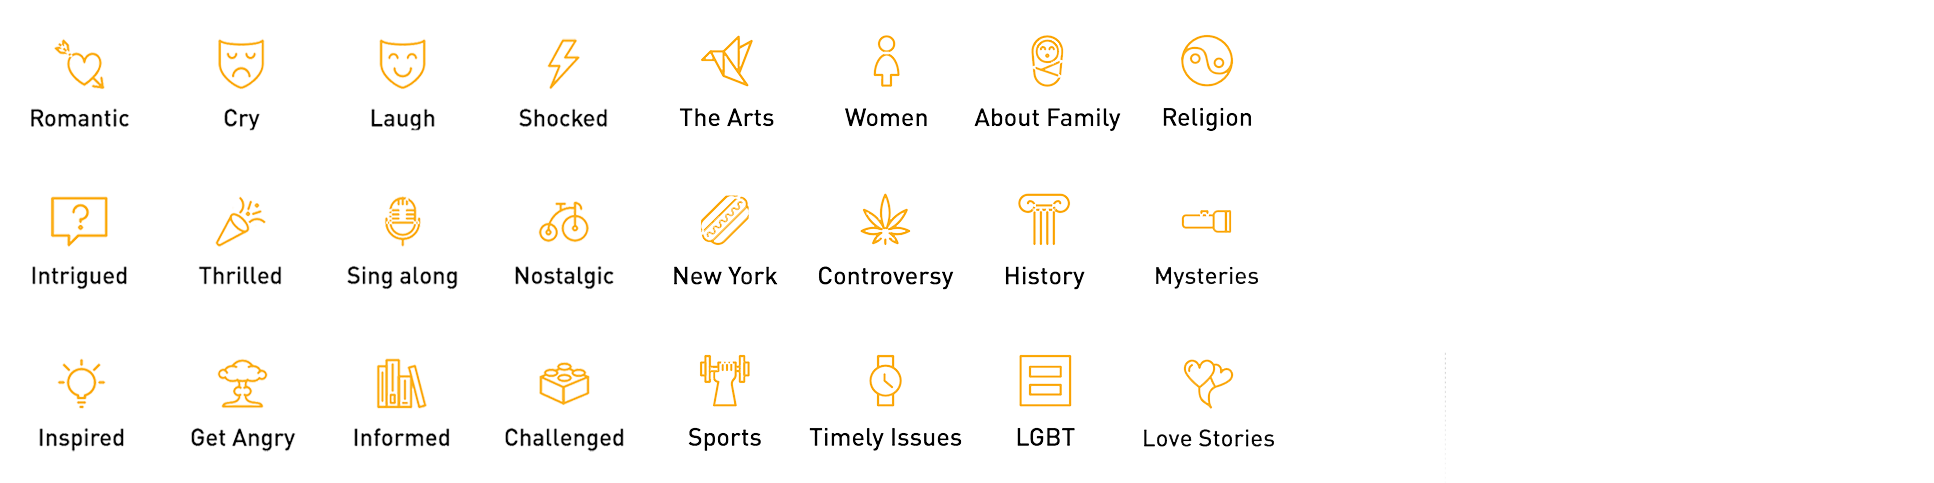 Romantic Cry Laugh Shocked The Arts Women About Family Religion
?
Intrigued Thrilled Sing along Nostalgic New York Controversy History Mysteries
Inspired Get Angry Informed Challenged Sports Timely Issues LGBT Love Stories